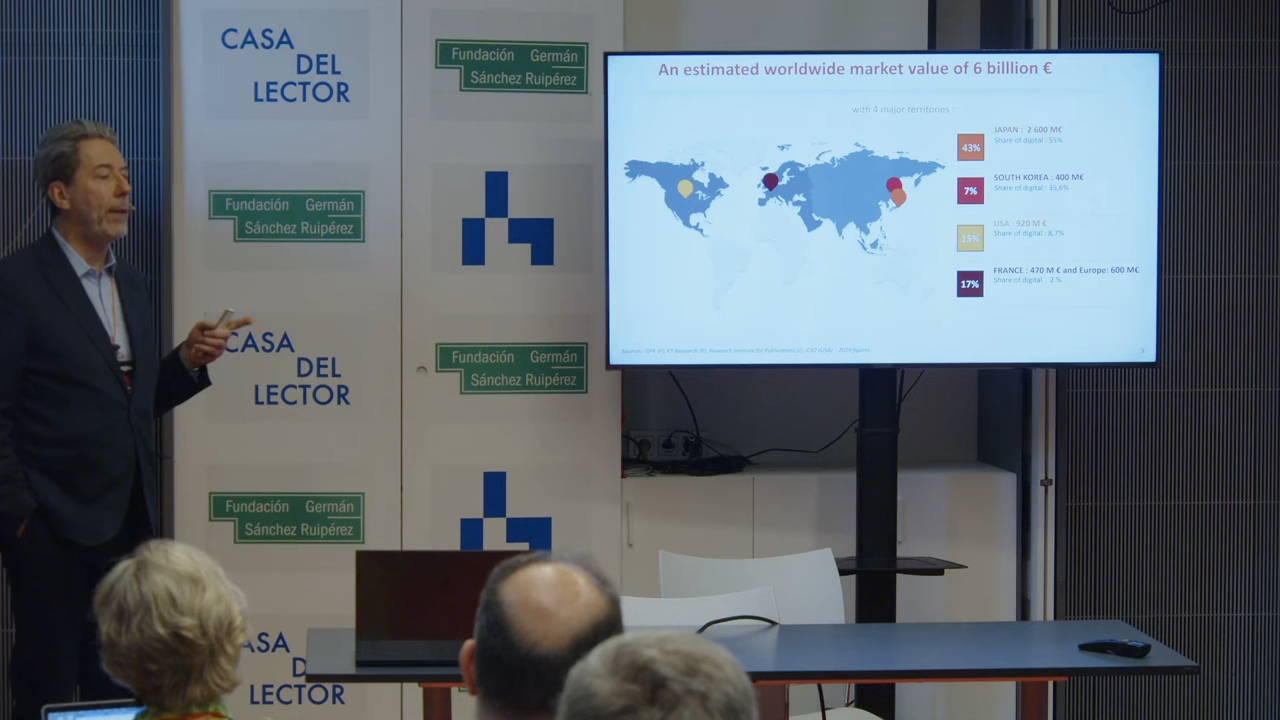 CASA
DEL
LECTOR
Fundación Germán
Sánchez Ruipérez
Fundación Germán
Sánchez Ruipérez
CASA
DEL
LECTOR
Fundación Germán
Sánchez Ruipérez
Fundación Germán
Sánchez Ruipérez
ASA
D
DEL
LECTOR
An estimated worldwide market value of 6 billlion €
with 4 major territories :
43%
JAPAN : 2 600 M€
Share of digital : 55%
7%
SOUTH KOREA : 400 M€
Share of digital : 35,6%
15%
USA : 920 M €
Share of digital : 8,7%
17%
FRANCE : 470 M € and Europe: 600 M€
Share of digital : 2 %
3